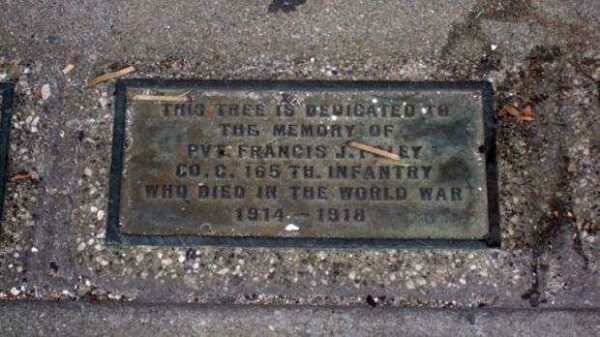 THIS TREE IS DEDICATED TO
THE MEMORY OF
PVT. FRANCIS J.
CO. C. 165 TH. INFANTRY
WHO DIED IN THE WORLD WAR
1914 - 1918